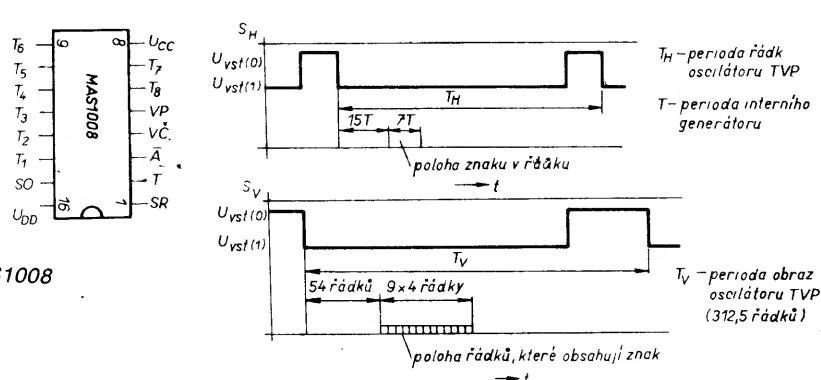 T6
9
8
UCC
T5
T7
T4
T8
T3
VP
T2
VČ
T1
Ā
SO
T̄
UDD
16
1
SR
MAS1008
1008
SH
Uvst(0)
Uvst(1)
TH
15T
7T
poloha znaku v řádku
t
TH – perioda řádk
oscilátoru TVP
T – perioda interního
generátoru
SV
Uvst(0)
Uvst(1)
TV
54 řádků
9x4 řádky
poloha řádků, které obsahují znak
t
TV – perioda obraz
oscilátoru TVP
(312,5 řádků)